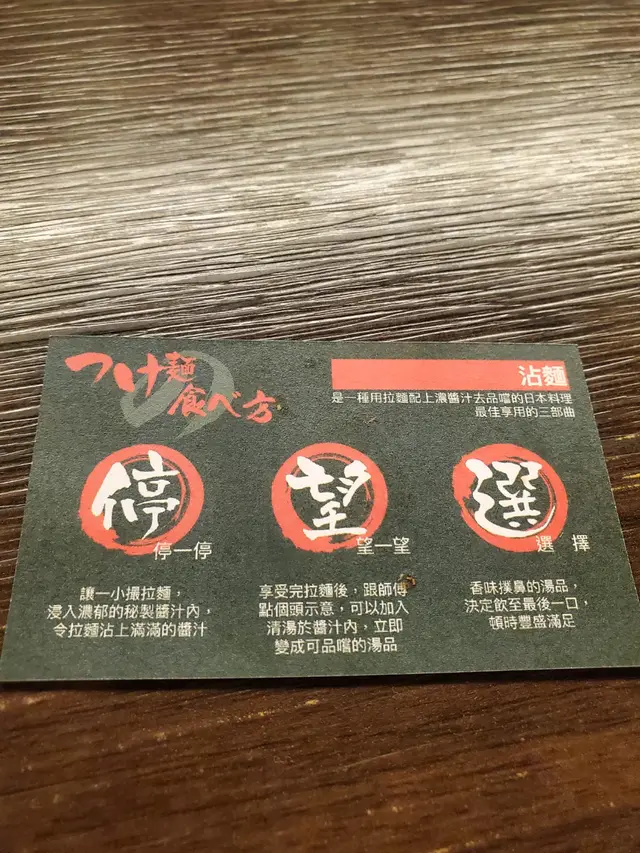 つけ麺の
食べ方
沾麵
是一種用拉麵配上濃醬汁去品嚐的日本料理
最佳享用的三部曲
停
停一停
讓一小撮拉麵，
浸入濃郁的秘製醬汁內，
令拉麵沾上滿滿的醬汁
望
望一望
享受完拉麵後，跟師傅
點個頭示意，可以加入
清湯於醬汁內，立即
變成可品嚐的湯品
選
選擇
香味撲鼻的湯品，
決定飲至最後一口，
頓時豐盛滿足